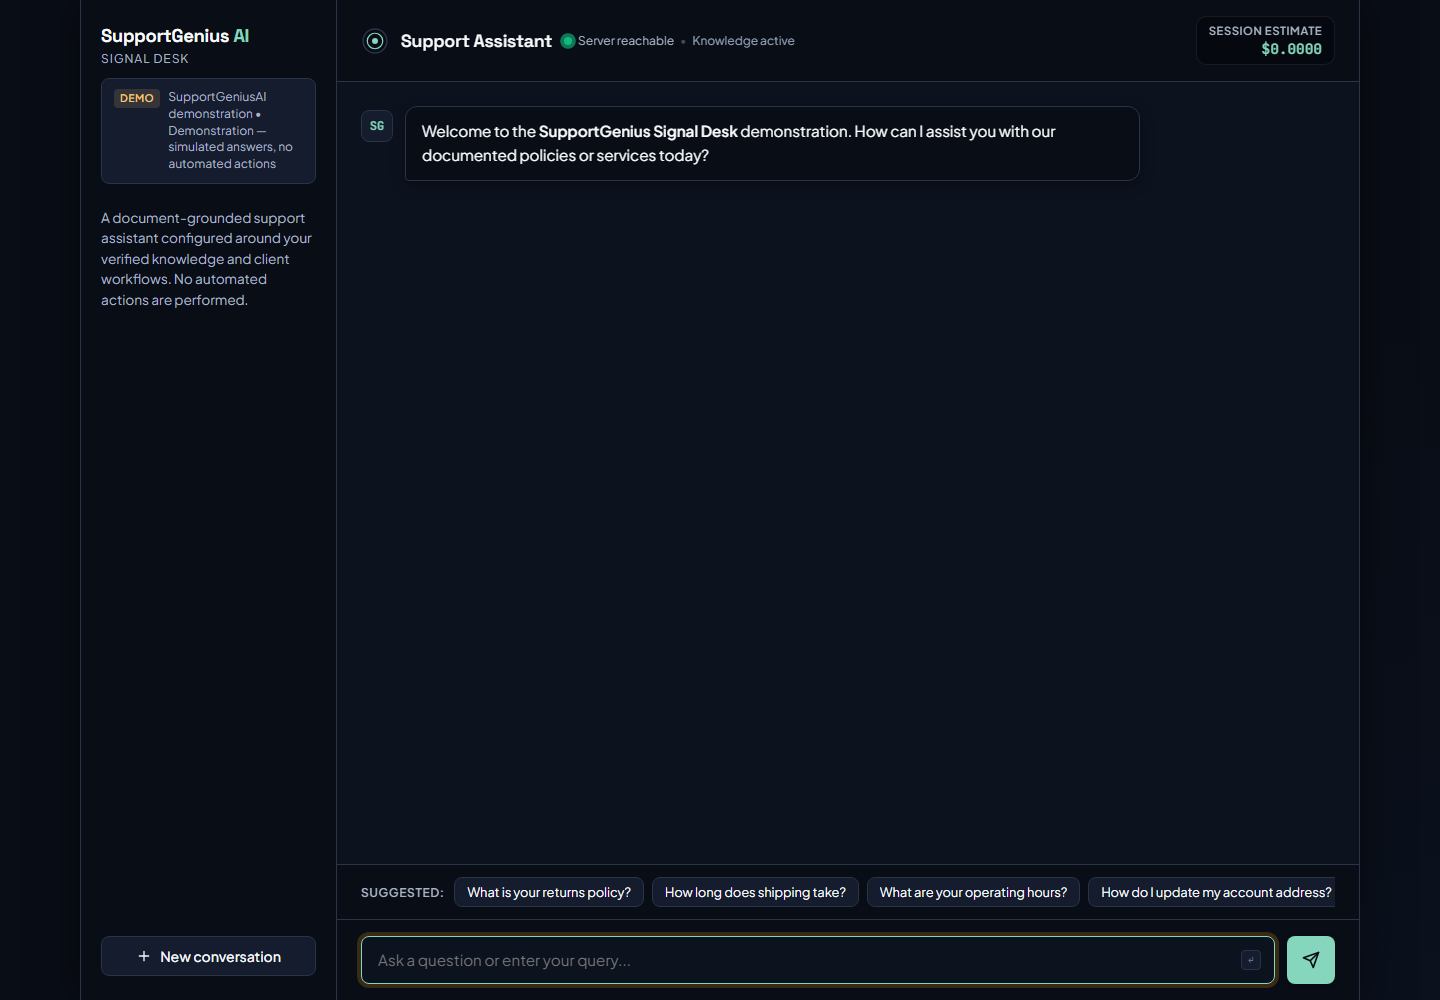 SupportGenius AI
SIGNAL DESK
DEMO
SupportGeniusAI
demonstration •
Demonstration —
simulated answers, no
automated actions
A document-grounded support
assistant configured around your
verified knowledge and client
workflows. No automated
actions are performed.
+ New conversation
Support Assistant
Server reachable • Knowledge active
SESSION ESTIMATE
$0.0000
SG
Welcome to the SupportGenius Signal Desk demonstration. How can I assist you with our
documented policies or services today?
SUGGESTED:
What is your returns policy?
How long does shipping take?
What are your operating hours?
How do I update my account address?
Ask a question or enter your query...
↵